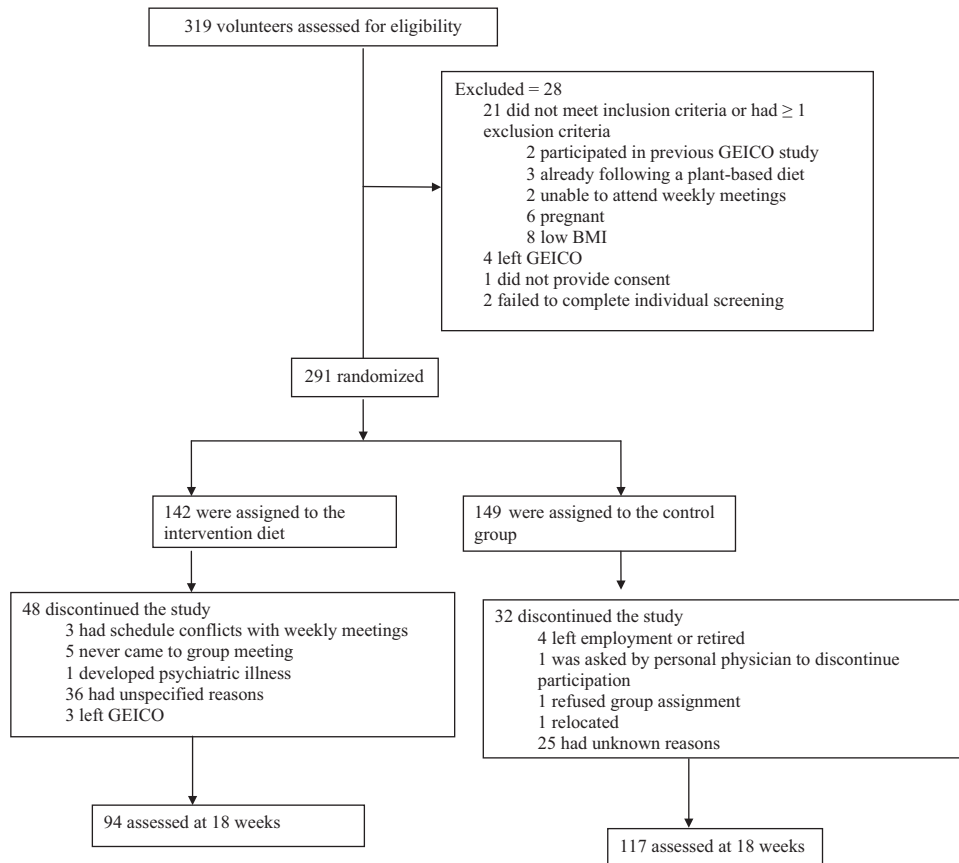 319 volunteers assessed for eligibility
Excluded = 28
21 did not meet inclusion criteria or had ≥ 1
exclusion criteria
2 participated in previous GEICO study
3 already following a plant-based diet
2 unable to attend weekly meetings
6 pregnant
8 low BMI
4 left GEICO
1 did not provide consent
2 failed to complete individual screening
291 randomized
142 were assigned to the
intervention diet
149 were assigned to the control
group
48 discontinued the study
3 had schedule conflicts with weekly meetings
5 never came to group meeting
1 developed psychiatric illness
36 had unspecified reasons
3 left GEICO
32 discontinued the study
4 left employment or retired
1 was asked by personal physician to discontinue
participation
1 refused group assignment
1 relocated
25 had unknown reasons
94 assessed at 18 weeks
117 assessed at 18 weeks